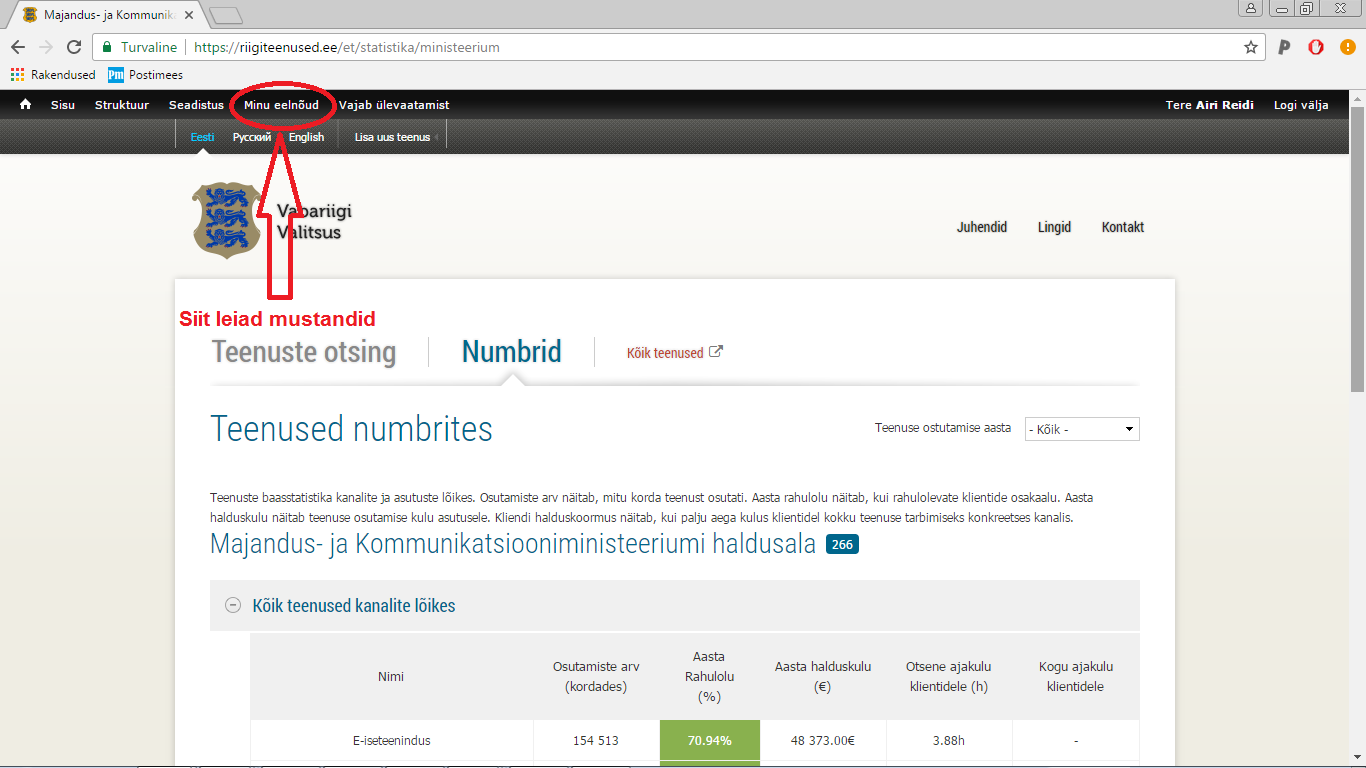 Majandus- ja Kommunika
Turvaline https://riigiteenused.ee/et/statistika/ministeerium
Rakendused Postimees
Sisu Struktuur Seadistus Minu eelnõud Vajab ülevaatamist Tere Airi Reidi Logi välja
Eesti Русский English Lisa uus teenus
Vabariigi
Valitsus
Juhendid Lingid Kontakt
Siit leiad mustandid
Teenuste otsing Numbrid Kõik teenused
Teenused numbrites Teenuse ostutamise aasta - Kõik -
Teenuste baasstatistika kanalite ja asutuste lõikes. Osutamiste arv näitab, mitu korda teenust osutati. Aasta rahulolu näitab, kui rahulolevate klientide osakaalu. Aasta
halduskulu näitab teenuse osutamise kulu asutusele. Kliendi halduskoormus näitab, kui palju aega kulus klientidel kokku teenuse tarbimiseks konkreetses kanalis.
Majandus- ja Kommunikatsiooniministeeriumi haldusala 266
Kõik teenused kanalite lõikes
Nimi
Osutamiste arv
(kordades)
Aasta
Rahulolu
(%)
Aasta halduskulu
(€)
Otsene ajakulu
klientidele (h)
Kogu ajakulu
klientidele
E-iseteenindus 154 513 70.94% 48 373.00€ 3.88h -